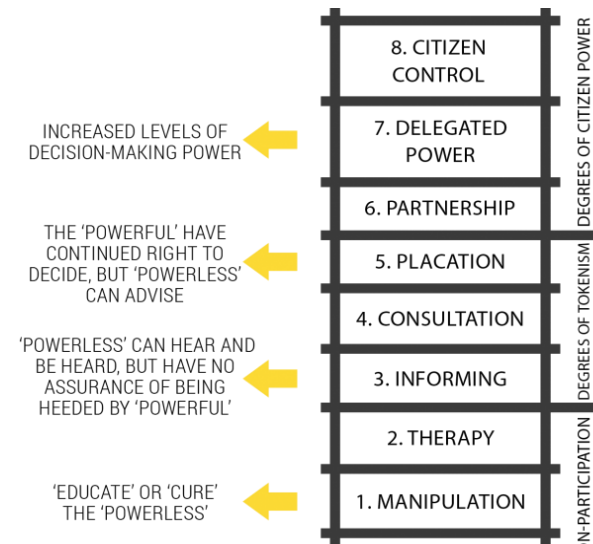 8. CITIZEN
CONTROL
INCREASED LEVELS OF
DECISION-MAKING POWER
7. DELEGATED
POWER
6. PARTNERSHIP
DEGREES OF CITIZEN POWER
THE ‘POWERFUL’ HAVE
CONTINUED RIGHT TO
DECIDE, BUT ‘POWERLESS’
CAN ADVISE
5. PLACATION
4. CONSULTATION
‘POWERLESS’ CAN HEAR AND
BE HEARD, BUT HAVE NO
ASSURANCE OF BEING
HEEDED BY ‘POWERFUL’
3. INFORMING
DEGREES OF TOKENISM
2. THERAPY
‘EDUCATE’ OR ‘CURE’
THE ‘POWERLESS’
1. MANIPULATION
N-PARTICIPATION